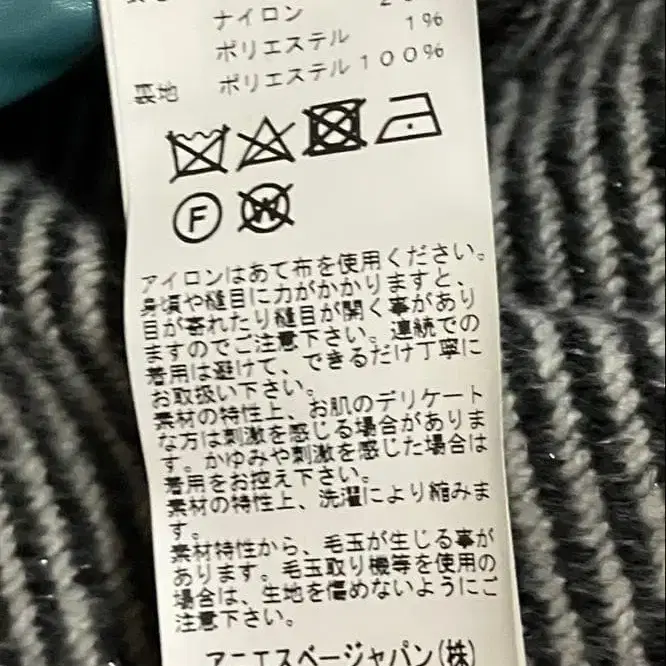 ナイロン
ポリエステル 1%
裏地 ポリエステル100%
F W
アイロンはあて布を使用ください。
身頃や縫目に力がかかりますと、
目が寄れたり縫目が開く事があり
ますのでご注意下さい。連続での
着用は避けて、できるだけ丁寧に
お取扱い下さい。
素材の特性上、お肌のデリケート
な方は刺激を感じる場合がありま
す。かゆみや刺激を感じた場合は
着用をお控え下さい。
素材の特性上、洗濯により縮みま
す。
素材特性から、毛玉が生じる事が
あります。毛玉取り機等を使用の
場合は、生地を傷めないようにご
注意下さい。
アニエスベージャパン(株)